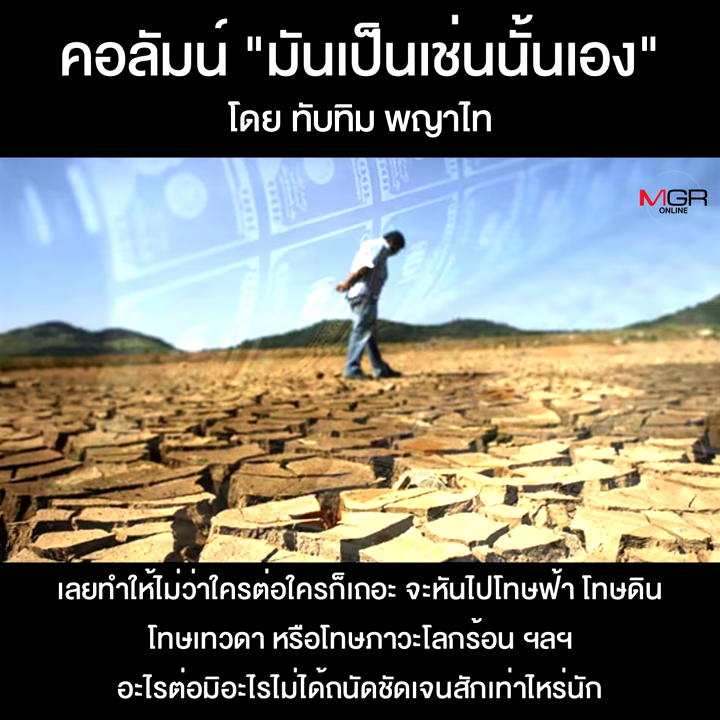 คอลัมน์ "มันเป็นเช่นนั้นเอง"
โดย ทับทิม พญาไท
MGR
ONLINE
เลยทำให้ไม่ว่าใครต่อใครก็เถอะ จะหันไปโทษฟ้า โทษดิน
โทษเทวดา หรือโทษภาวะโลกร้อน ฯลฯ
อะไรต่อมิอะไรไม่ได้ถนัดชัดเจนสักเท่าไหร่นัก